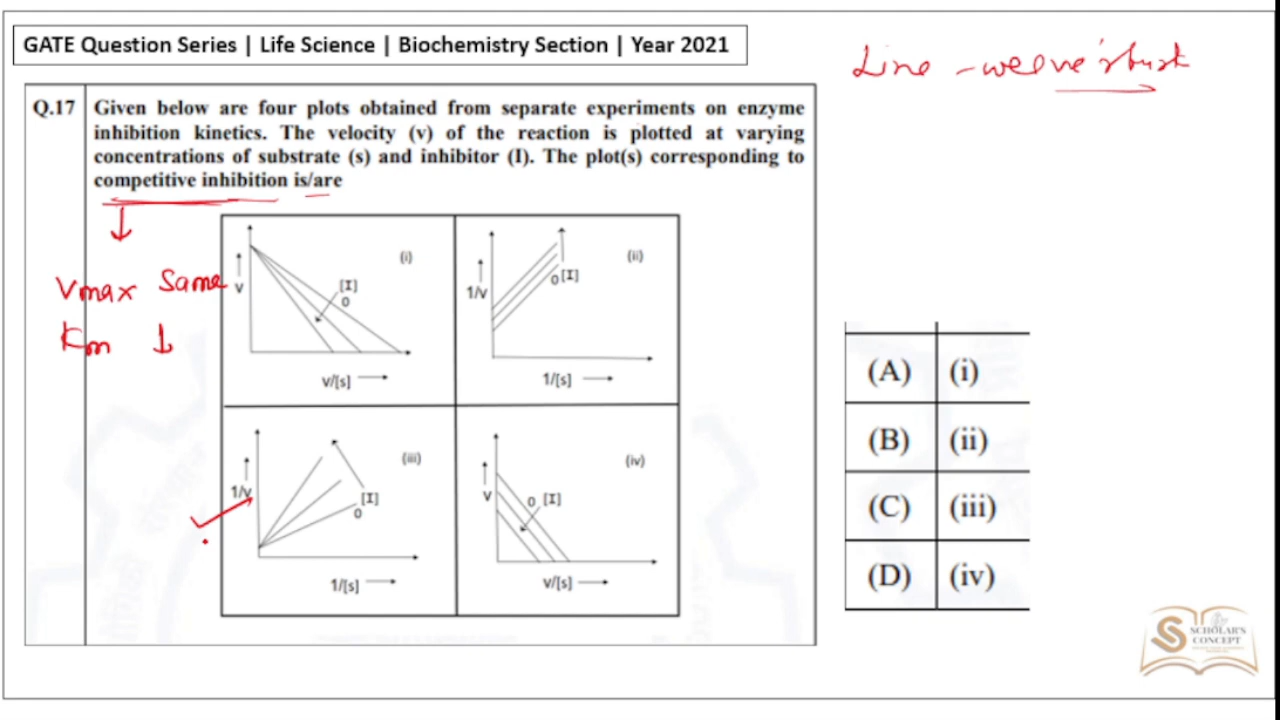 GATE Question Series | Life Science | Biochemistry Section | Year 2021
Line - weave'rburk
Q.17 Given below are four plots obtained from separate experiments on enzyme
inhibition kinetics. The velocity (v) of the reaction is plotted at varying
concentrations of substrate (s) and inhibitor (I). The plot(s) corresponding to
competitive inhibition is/are
Vmax Same
Km ↓
(i)
v
[I]
0
v/[s]
(ii)
1/v
0 [I]
1/[s]
(iii)
1/v
[I]
0
1/[s]
(iv)
v
0 [I]
v/[s]
(A) (i)
(B) (ii)
(C) (iii)
(D) (iv)
SCHOLAR'S
CONCEPT